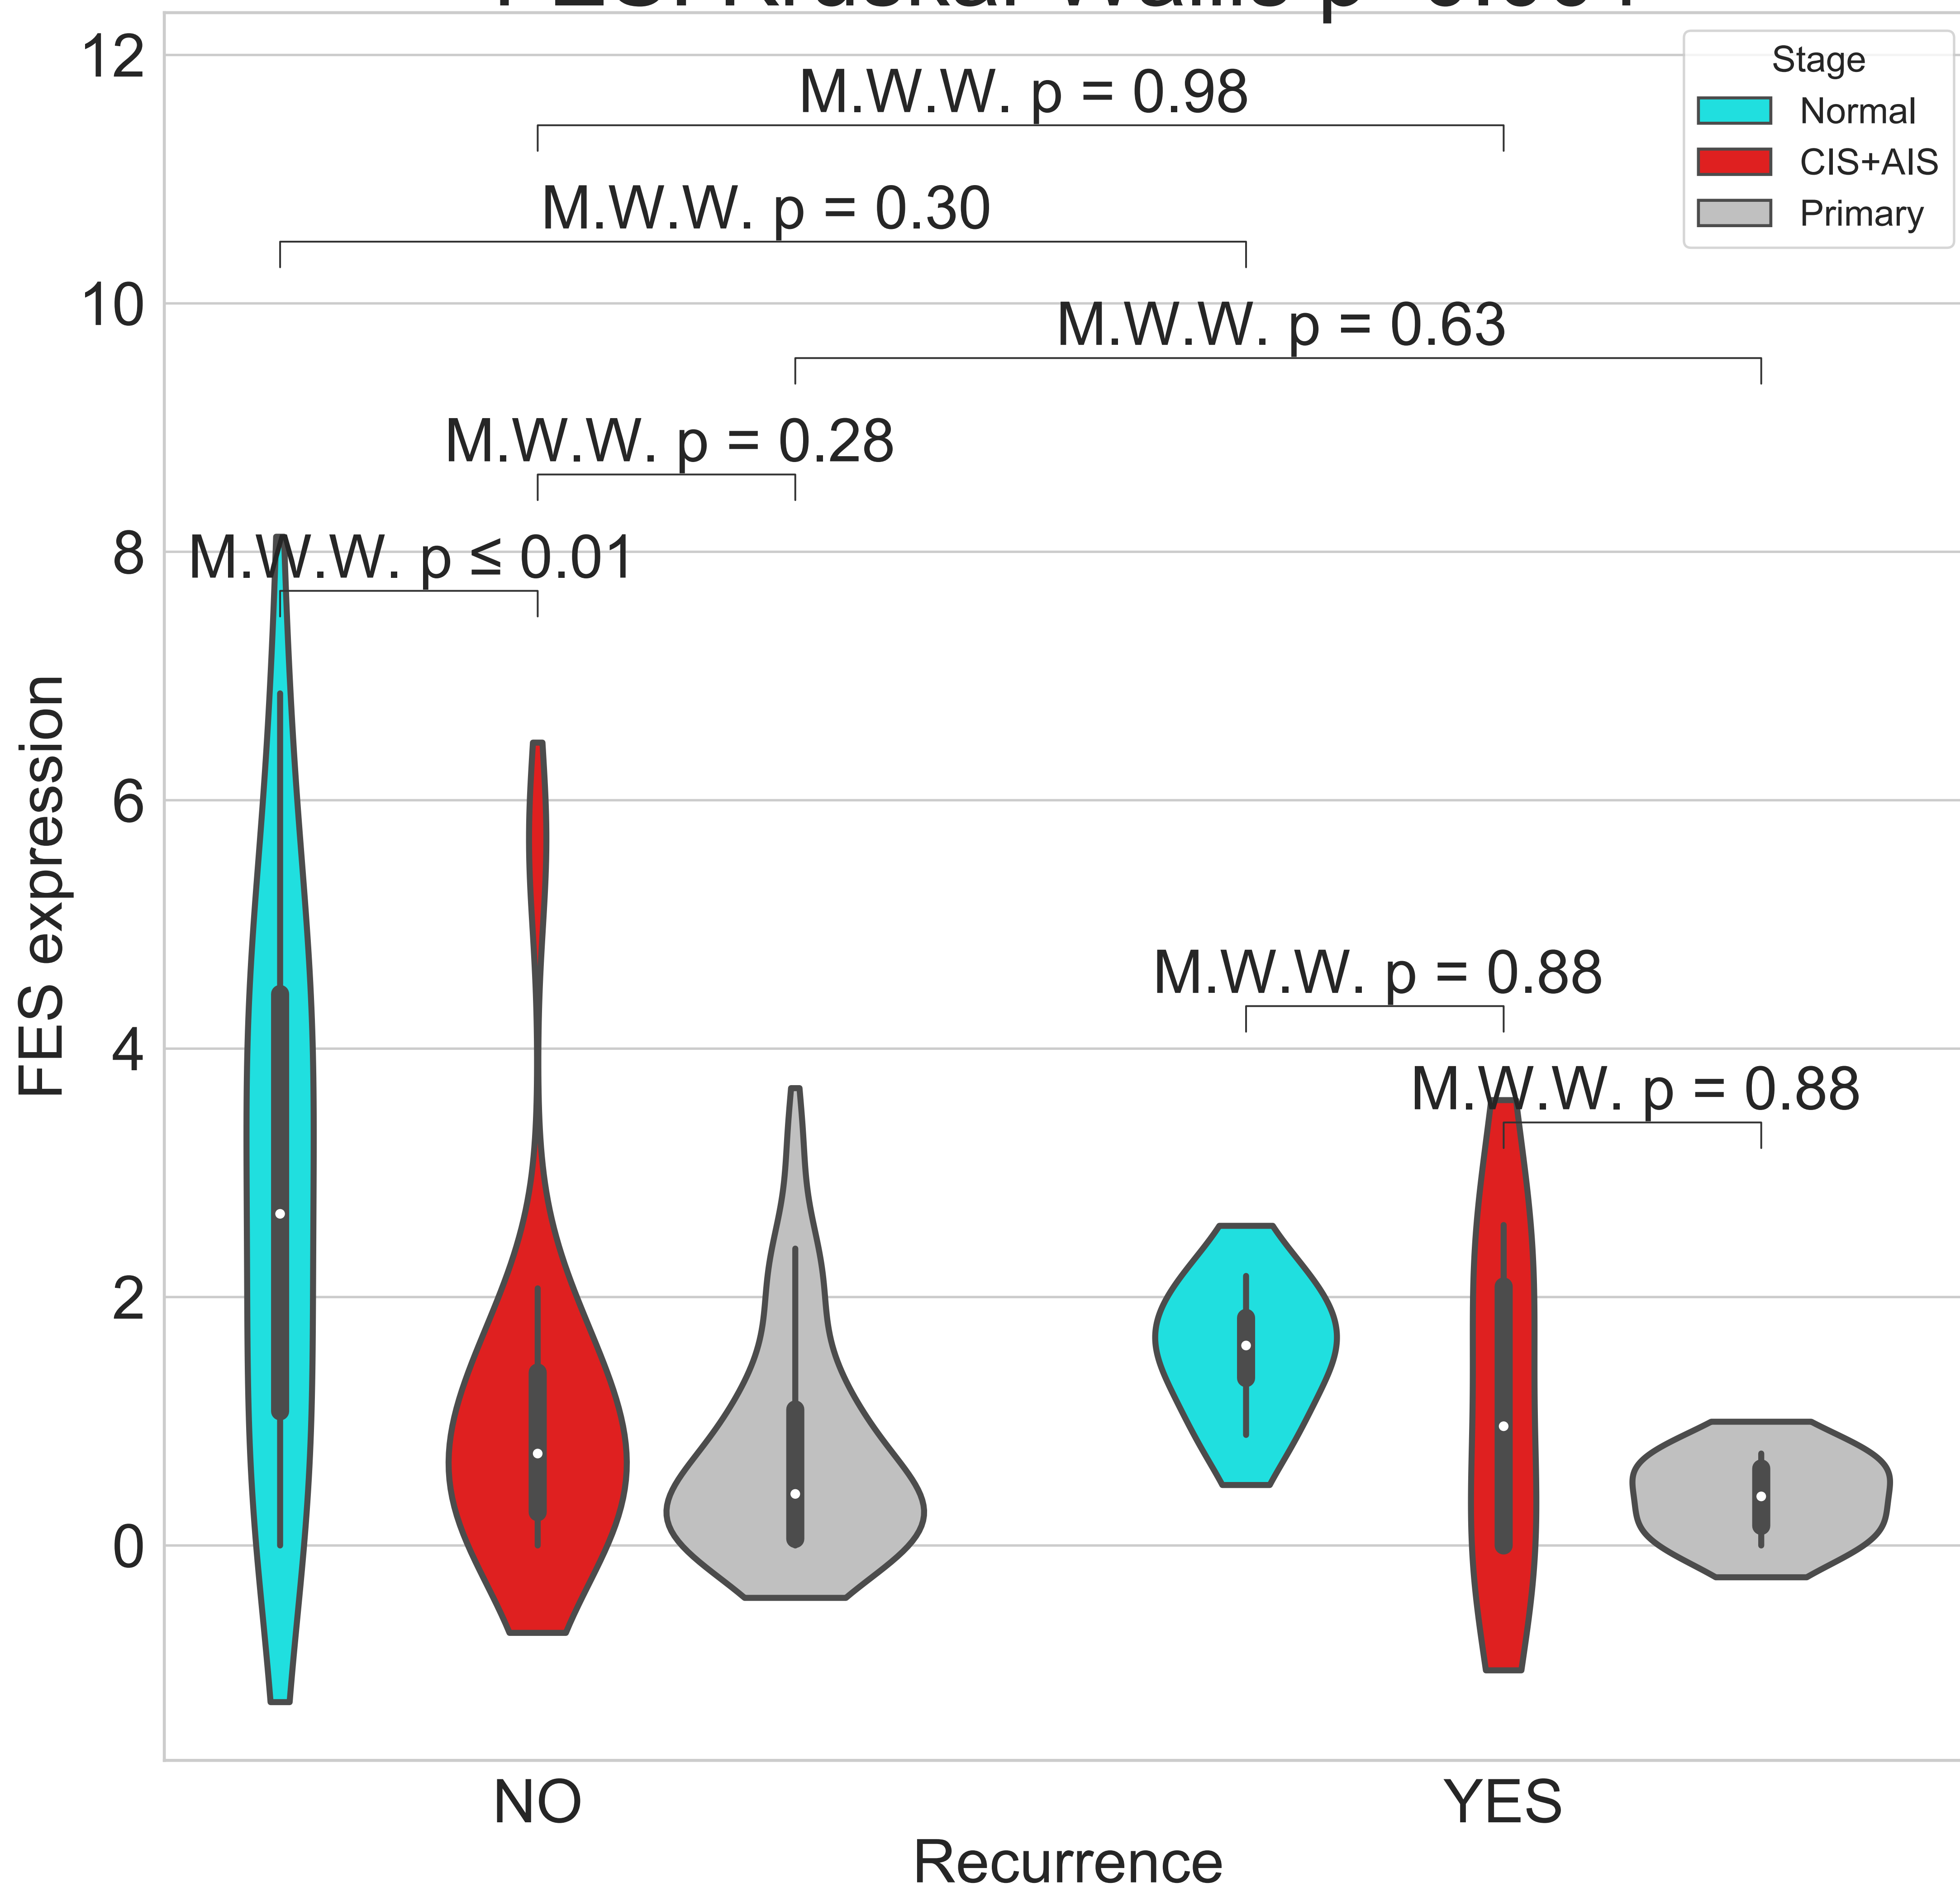 12
M.W.W. p = 0.98
Stage
Normal
CIS+AIS
Primary
M.W.W. p = 0.30
10
M.W.W. p = 0.63
M.W.W. p = 0.28
8
M.W.W. p ≤ 0.01
6
FES expression
M.W.W. p = 0.88
4
M.W.W. p = 0.88
2
0
NO
YES
Recurrence